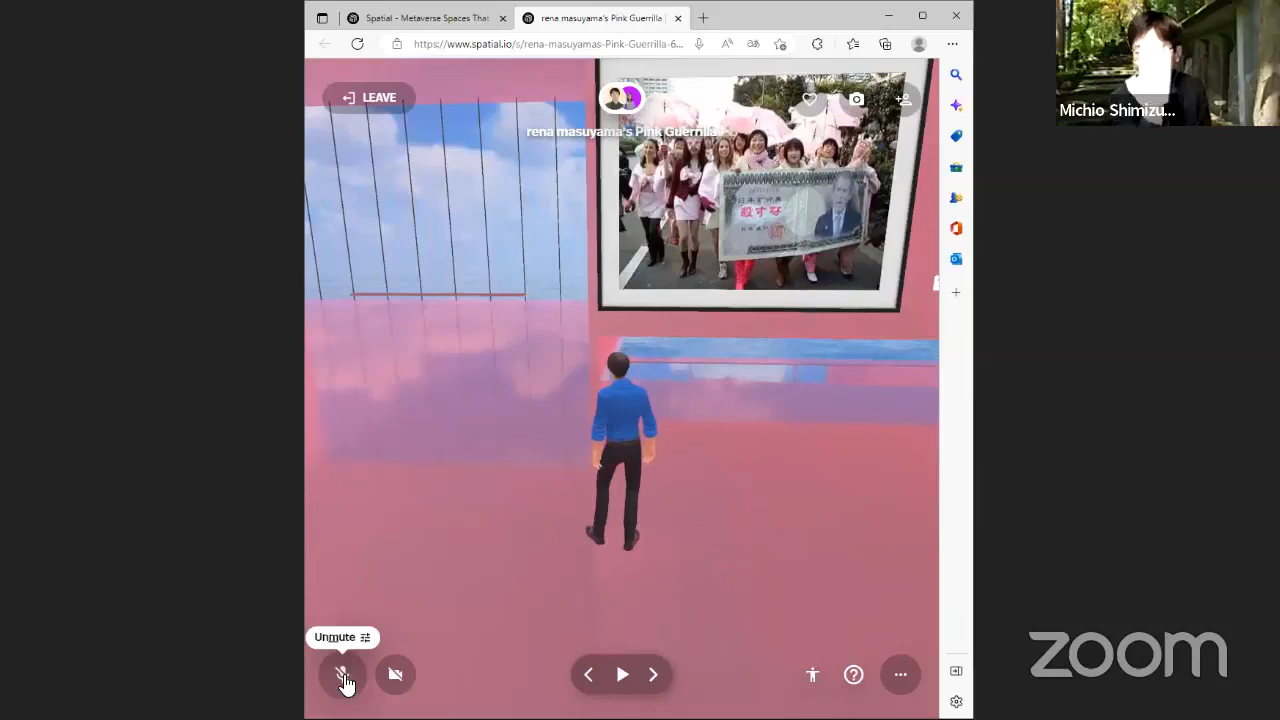 Spatial - Metaverse Spaces That
rena masuyama's Pink Guerrilla
https://www.spatial.io/s/rena-masuyamas-Pink-Guerrilla-6...
LEAVE
rena masuyama's Pink Guerrilla
殺すな
Michio Shimizu...
Unmute
zoom